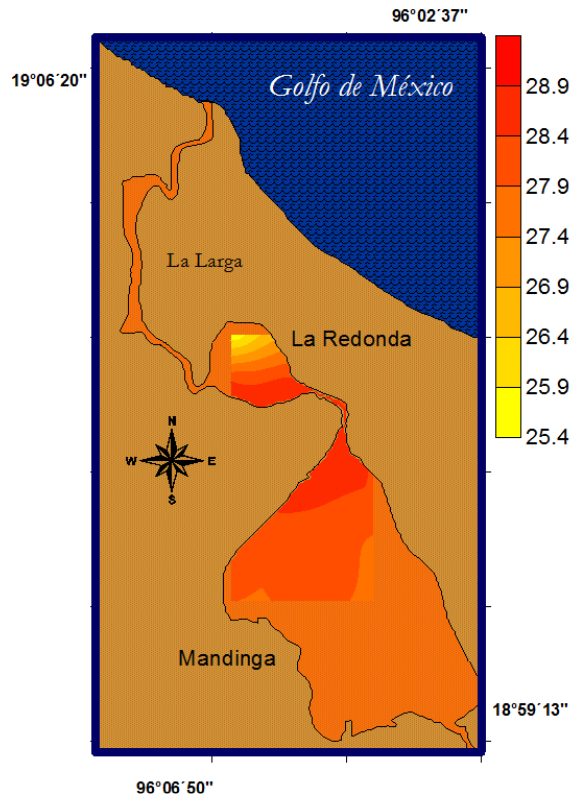 96°02'37"
19°06'20"
Golfo de México
28.9
28.4
27.9
27.4
26.9
26.4
25.9
25.4
La Larga
La Redonda
N
W
E
S
Mandinga
18°59'13"
96°06'50"